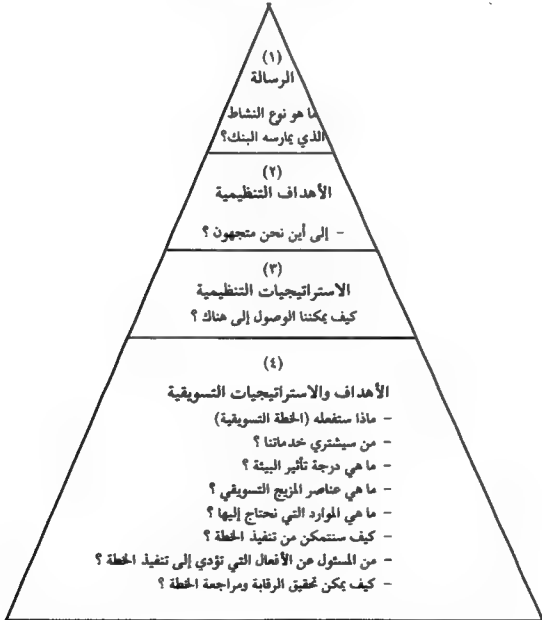 (١)
الرسالة
ما هو نوع النشاط
الذي يمارسه البنك؟
(٢)
الأهداف التنظيمية
- إلى أين نحن متجهون ؟
(٣)
الاستراتيجيات التنظيمية
كيف يمكننا الوصول إلى هناك ؟
(٤)
الأهداف والاستراتيجيات التسويقية
- ماذا ستفعله (الخطة التسويقية)
- من سيشتري خدماتنا ؟
- ما هي درجة تأثير البيئة ؟
- ما هي عناصر المزيج التسويقي ؟
- ما هي الموارد التي نحتاج إليها ؟
- كيف سنتمكن من تنفيذ الخطة ؟
- من المسئول عن الأفعال التي تؤدي إلى تنفيذ الخطة ؟
- كيف يمكن تحقيق الرقابة ومراجعة الخطة ؟